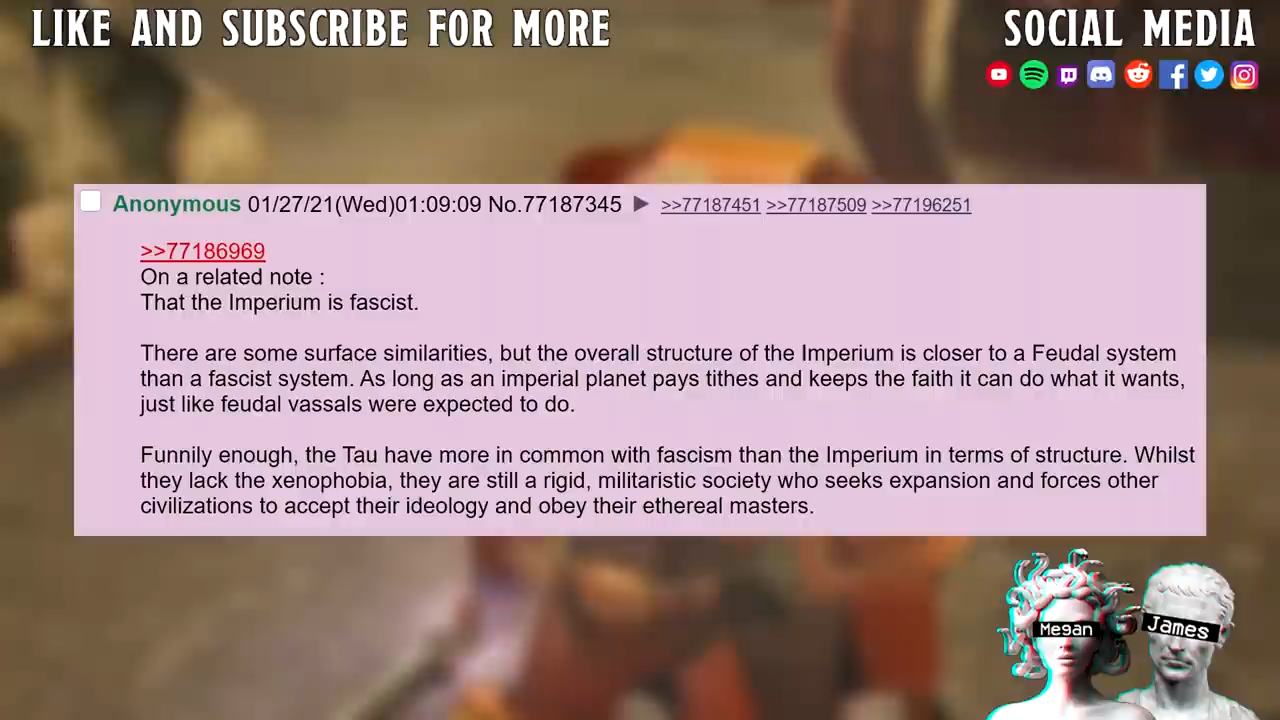 LIKE AND SUBSCRIBE FOR MORE
SOCIAL MEDIA
Anonymous 01/27/21(Wed)01:09:09 No.77187345 ▶ >>77187451 >>77187509 >>77196251
>>77186969
On a related note :
That the Imperium is fascist.
There are some surface similarities, but the overall structure of the Imperium is closer to a Feudal system
than a fascist system. As long as an imperial planet pays tithes and keeps the faith it can do what it wants,
just like feudal vassals were expected to do.
Funnily enough, the Tau have more in common with fascism than the Imperium in terms of structure. Whilst
they lack the xenophobia, they are still a rigid, militaristic society who seeks expansion and forces other
civilizations to accept their ideology and obey their ethereal masters.
Megan
James